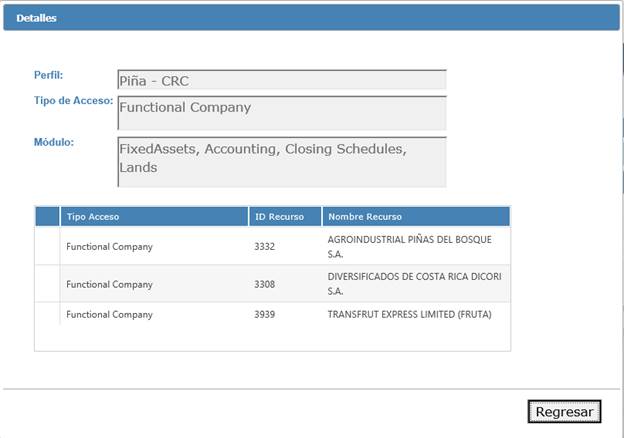 Detalles
Perfil:
Piña - CRC
Tipo de Acceso:
Functional Company
Módulo:
FixedAssets, Accounting, Closing Schedules,
Lands
Tipo Acceso ID Recurso Nombre Recurso
Functional Company 3332 AGROINDUSTRIAL PIÑAS DEL BOSQUE
S.A.
Functional Company 3308 DIVERSIFICADOS DE COSTA RICA DICORI
S.A.
Functional Company 3939 TRANSFRUT EXPRESS LIMITED (FRUTA)
Regresar